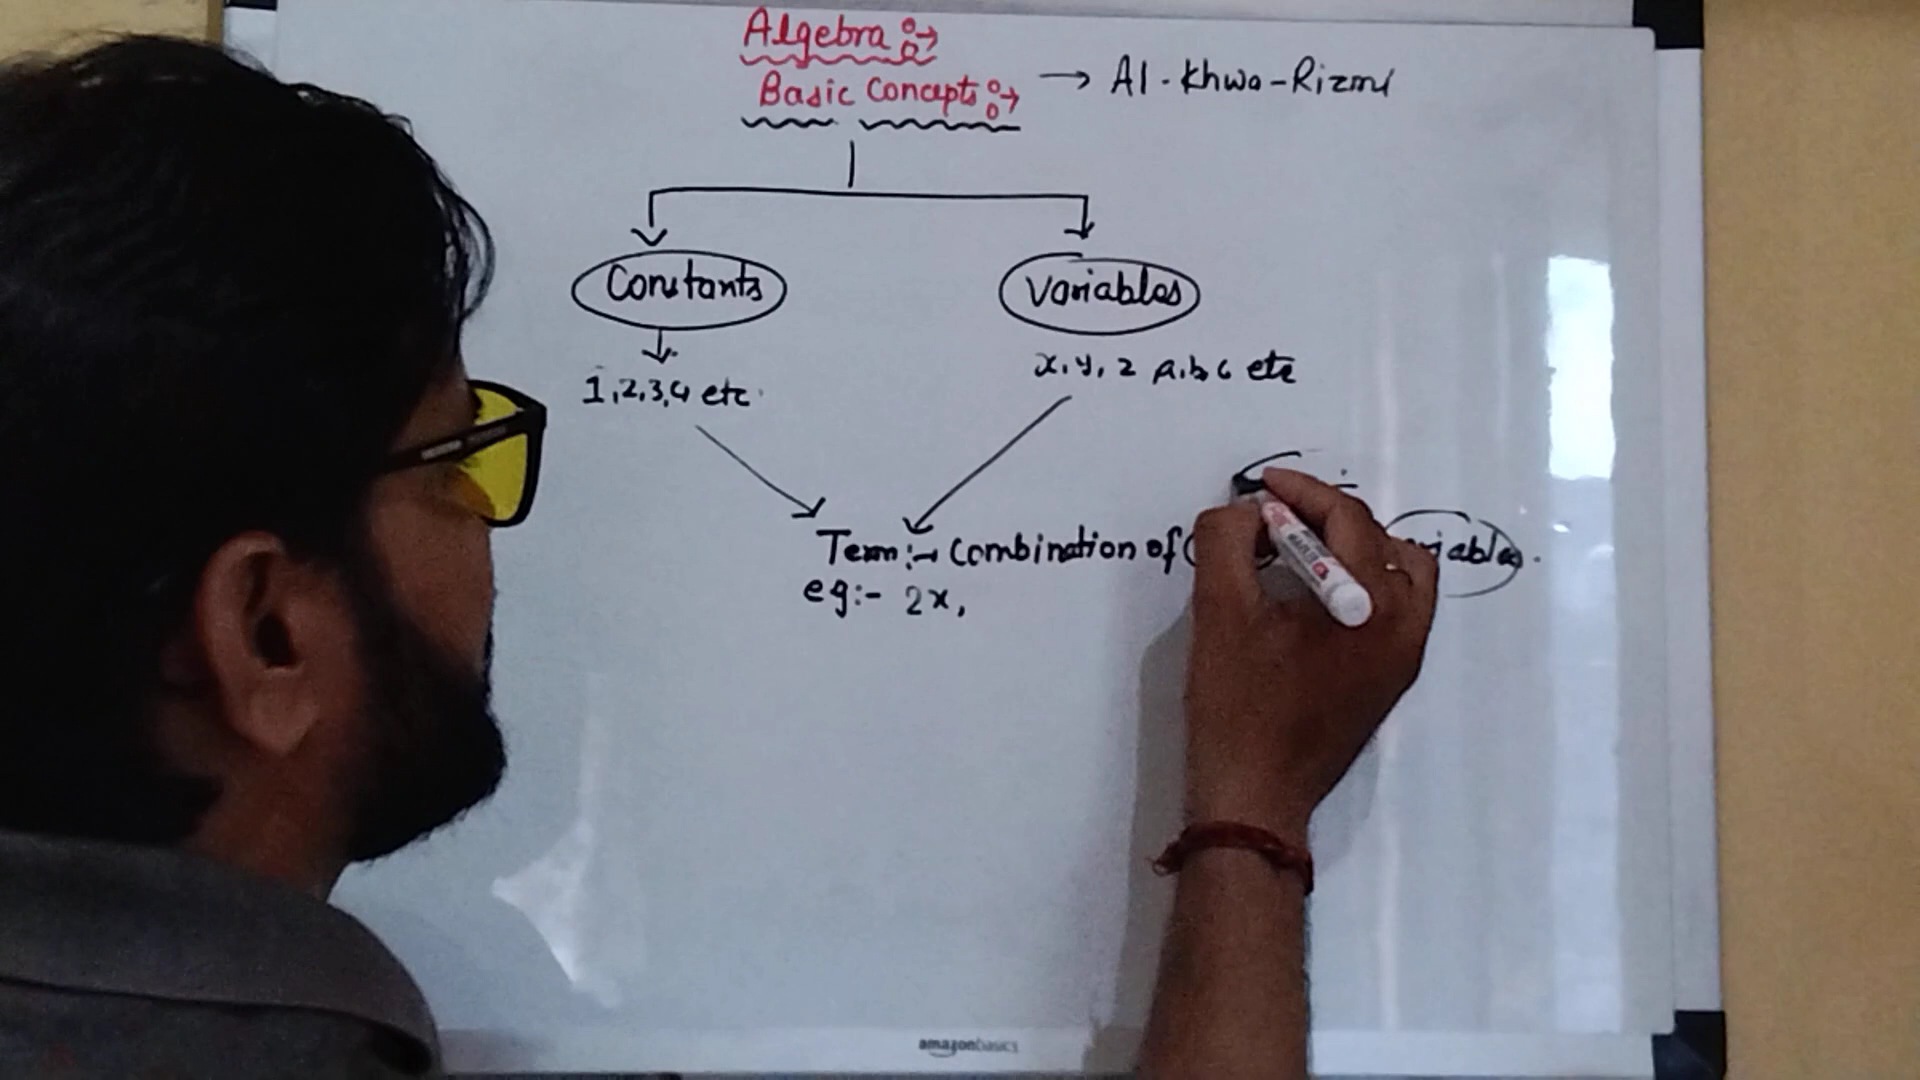 Algebra :→
Basic Concepts :→ → Al-Khwa-Rizmi
Constants
Variables
1,2,3,4 etc.
x, y, z a,b c etc
Term :→ Combination of
eg:- 2x,
amazonbasics